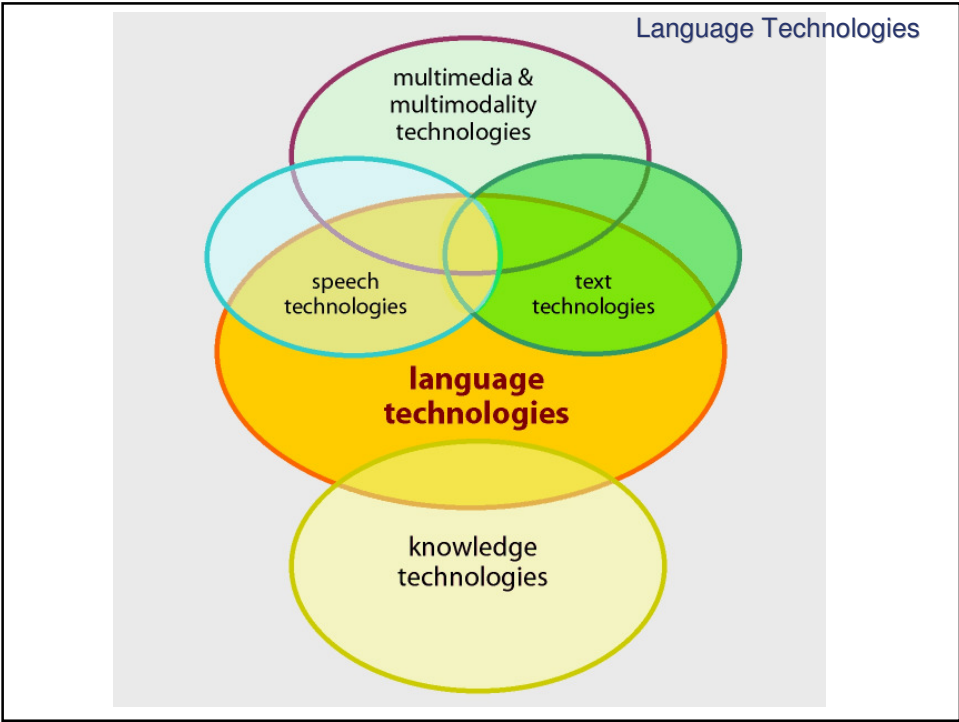 Language Technologies
multimedia &
multimodality
technologies
speech
technologies
text
technologies
language
technologies
knowledge
technologies